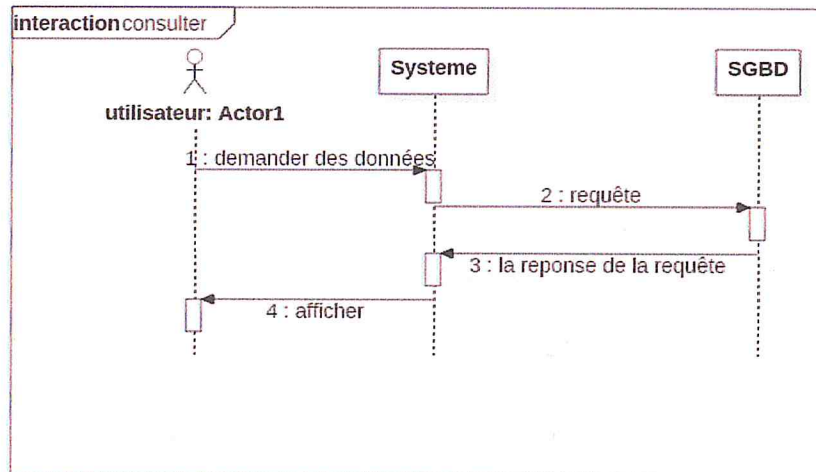 interaction consulter
Systeme
SGBD
utilisateur: Actor1
1 : demander des données
2 : requête
3 : la reponse de la requête
4 : afficher